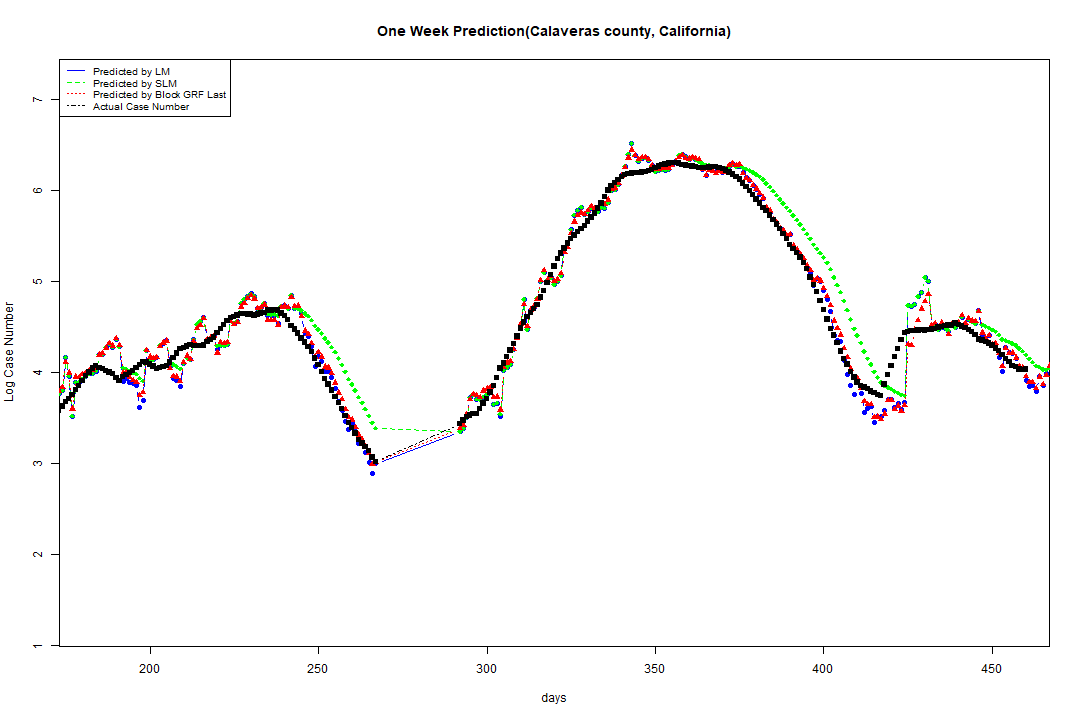 One Week Prediction(Calaveras county, California)
Predicted by LM
Predicted by SLM
Predicted by Block GRF Last
Actual Case Number
Log Case Number
7
6
5
4
3
2
1
200 250 300 350 400 450
days